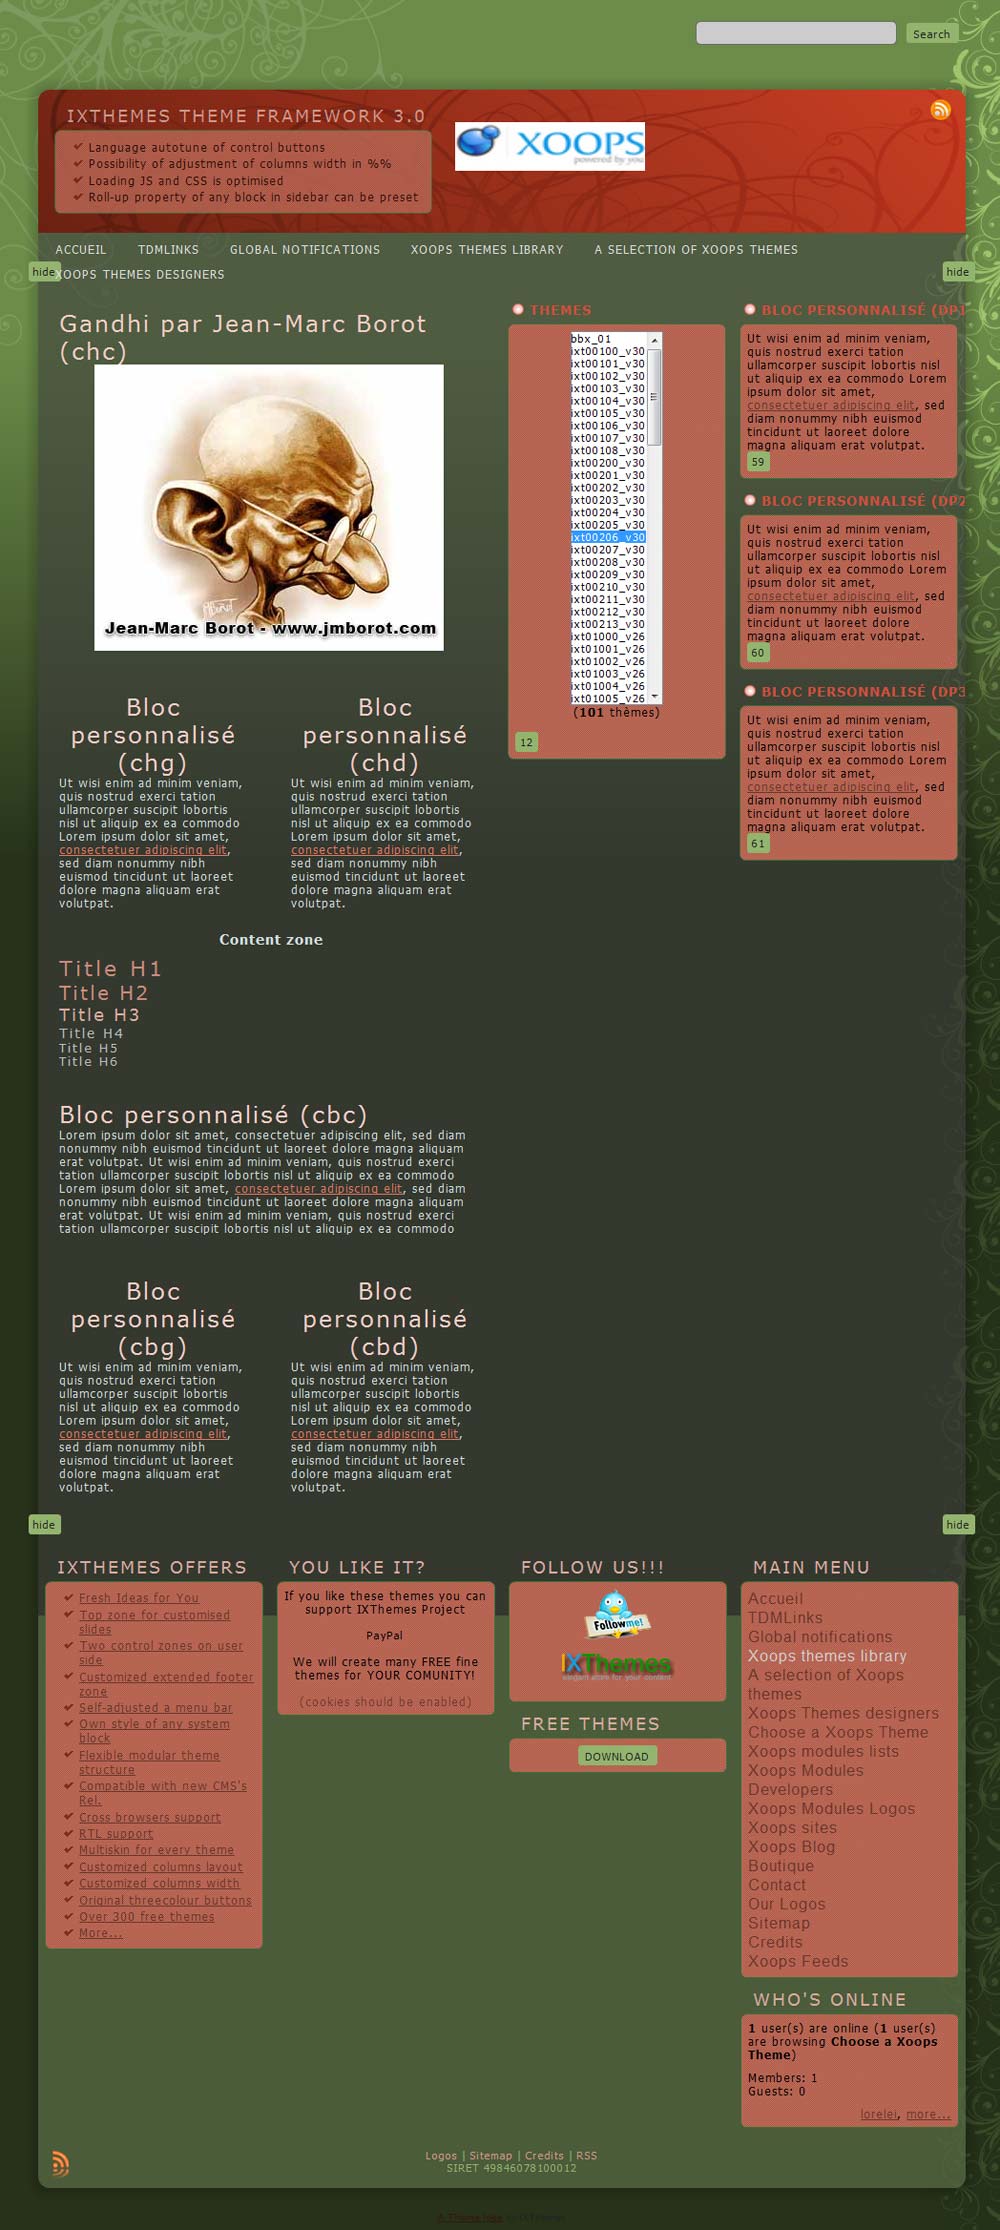 Search
IXTHEMES THEME FRAMEWORK 3.0
Language autotune of control buttons
Possibility of adjustment of columns width in %%
Loading JS and CSS is optimised
Roll-up property of any block in sidebar can be preset
XOOPS
powered by you
ACCUEIL TDMLINKS GLOBAL NOTIFICATIONS XOOPS THEMES LIBRARY A SELECTION OF XOOPS THEMES
XOOPS THEMES DESIGNERS
hide
hide
Gandhi par Jean-Marc Borot
(chc)
JMBorot
Jean-Marc Borot - www.jmborot.com
Bloc
personnalisé
(chg)
Ut wisi enim ad minim veniam,
quis nostrud exerci tation
ullamcorper suscipit lobortis
nisl ut aliquip ex ea commodo
Lorem ipsum dolor sit amet,
consectetuer adipiscing elit,
sed diam nonummy nibh
euismod tincidunt ut laoreet
dolore magna aliquam erat
volutpat.
Bloc
personnalisé
(chd)
Ut wisi enim ad minim veniam,
quis nostrud exerci tation
ullamcorper suscipit lobortis
nisl ut aliquip ex ea commodo
Lorem ipsum dolor sit amet,
consectetuer adipiscing elit,
sed diam nonummy nibh
euismod tincidunt ut laoreet
dolore magna aliquam erat
volutpat.
Content zone
Title H1
Title H2
Title H3
Title H4
Title H5
Title H6
Bloc personnalisé (cbc)
Lorem ipsum dolor sit amet, consectetuer adipiscing elit, sed diam
nonummy nibh euismod tincidunt ut laoreet dolore magna aliquam
erat volutpat. Ut wisi enim ad minim veniam, quis nostrud exerci
tation ullamcorper suscipit lobortis nisl ut aliquip ex ea commodo
Lorem ipsum dolor sit amet, consectetuer adipiscing elit, sed diam
nonummy nibh euismod tincidunt ut laoreet dolore magna aliquam
erat volutpat. Ut wisi enim ad minim veniam, quis nostrud exerci
tation ullamcorper suscipit lobortis nisl ut aliquip ex ea commodo
Bloc
personnalisé
(cbg)
Ut wisi enim ad minim veniam,
quis nostrud exerci tation
ullamcorper suscipit lobortis
nisl ut aliquip ex ea commodo
Lorem ipsum dolor sit amet,
consectetuer adipiscing elit,
sed diam nonummy nibh
euismod tincidunt ut laoreet
dolore magna aliquam erat
volutpat.
Bloc
personnalisé
(cbd)
Ut wisi enim ad minim veniam,
quis nostrud exerci tation
ullamcorper suscipit lobortis
nisl ut aliquip ex ea commodo
Lorem ipsum dolor sit amet,
consectetuer adipiscing elit,
sed diam nonummy nibh
euismod tincidunt ut laoreet
dolore magna aliquam erat
volutpat.
THEMES
bbx_01
ixt00100_v30
ixt00101_v30
ixt00102_v30
ixt00103_v30
ixt00104_v30
ixt00105_v30
ixt00106_v30
ixt00107_v30
ixt00108_v30
ixt00200_v30
ixt00201_v30
ixt00202_v30
ixt00203_v30
ixt00204_v30
ixt00205_v30
ixt00206_v30
ixt00207_v30
ixt00208_v30
ixt00209_v30
ixt00210_v30
ixt00211_v30
ixt00212_v30
ixt00213_v30
ixt01000_v26
ixt01001_v26
ixt01002_v26
ixt01003_v26
ixt01004_v26
ixt01005_v26
(101 thèmes)
12
BLOC PERSONNALISÉ (DP1
Ut wisi enim ad minim veniam,
quis nostrud exerci tation
ullamcorper suscipit lobortis nisl
ut aliquip ex ea commodo Lorem
ipsum dolor sit amet,
consectetuer adipiscing elit, sed
diam nonummy nibh euismod
tincidunt ut laoreet dolore
magna aliquam erat volutpat.
59
BLOC PERSONNALISÉ (DP2
Ut wisi enim ad minim veniam,
quis nostrud exerci tation
ullamcorper suscipit lobortis nisl
ut aliquip ex ea commodo Lorem
ipsum dolor sit amet,
consectetuer adipiscing elit, sed
diam nonummy nibh euismod
tincidunt ut laoreet dolore
magna aliquam erat volutpat.
60
BLOC PERSONNALISÉ (DP3
Ut wisi enim ad minim veniam,
quis nostrud exerci tation
ullamcorper suscipit lobortis nisl
ut aliquip ex ea commodo Lorem
ipsum dolor sit amet,
consectetuer adipiscing elit, sed
diam nonummy nibh euismod
tincidunt ut laoreet dolore
magna aliquam erat volutpat.
61
hide
hide
IXTHEMES OFFERS
Fresh Ideas for You
Top zone for customised
slides
Two control zones on user
side
Customized extended footer
zone
Self-adjusted a menu bar
Own style of any system
block
Flexible modular theme
structure
Compatible with new CMS's
Rel.
Cross browsers support
RTL support
Multiskin for every theme
Customized columns layout
Customized columns width
Original threecolour buttons
Over 300 free themes
More...
YOU LIKE IT?
If you like these themes you can
support IXThemes Project
PayPal
We will create many FREE fine
themes for YOUR COMUNITY!
(cookies should be enabled)
FOLLOW US!!!
Follow me!
IXThemes
elegant attire for your content
FREE THEMES
DOWNLOAD
MAIN MENU
Accueil
TDMLinks
Global notifications
Xoops themes library
A selection of Xoops
themes
Xoops Themes designers
Choose a Xoops Theme
Xoops modules lists
Xoops Modules
Developers
Xoops Modules Logos
Xoops sites
Xoops Blog
Boutique
Contact
Our Logos
Sitemap
Credits
Xoops Feeds
WHO'S ONLINE
1 user(s) are online (1 user(s)
are browsing Choose a Xoops
Theme)
Members: 1
Guests: 0
lorelei, more...
Logos | Sitemap | Credits | RSS
SIRET 49846078100012